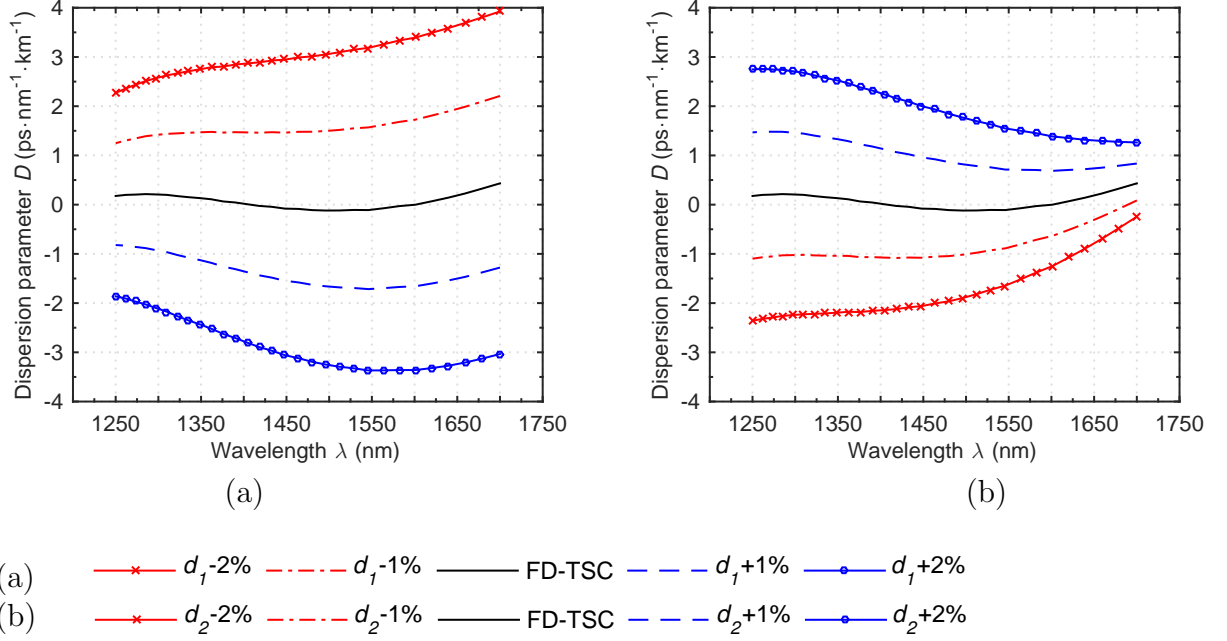 4
3
2
1
0
-1
-2
-3
-4
Dispersion parameter D (ps·nm⁻¹·km⁻¹)
1250 1350 1450 1550 1650 1750
Wavelength λ (nm)
(a)
4
3
2
1
0
-1
-2
-3
-4
Dispersion parameter D (ps·nm⁻¹·km⁻¹)
1250 1350 1450 1550 1650 1750
Wavelength λ (nm)
(b)
(a) d₁-2% d₁-1% FD-TSC d₁+1% d₁+2%
(b) d₂-2% d₂-1% FD-TSC d₂+1% d₂+2%